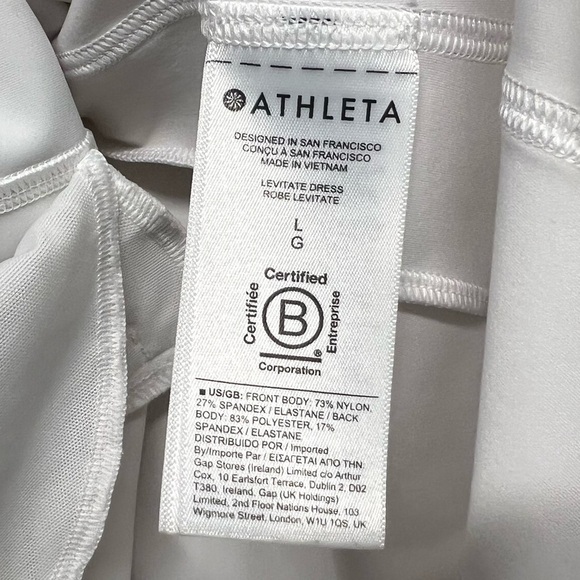 ATHLETA
DESIGNED IN SAN FRANCISCO
CONÇU À SAN FRANCISCO
MADE IN VIETNAM
LEVITATE DRESS
ROBE LEVITATE
L
G
Certified
Certifiée
B
Entreprise
®
Corporation
■ US/GB: FRONT BODY: 73% NYLON,
27% SPANDEX / ELASTANE / BACK
BODY: 83% POLYESTER, 17%
SPANDEX / ELASTANE
DISTRIBUIDO POR / Imported
By/Importe Par / ΕΙΣΑΓΕΤΑΙ ΑΠΟ ΤΗΝ:
Gap Stores (Ireland) Limited c/o Arthur
Cox, 10 Earlsfort Terrace, Dublin 2, D02
T380, Ireland, Gap (UK Holdings)
Limited, 2nd Floor Nations House, 103
Wigmore Street, London, W1U 1QS, UK